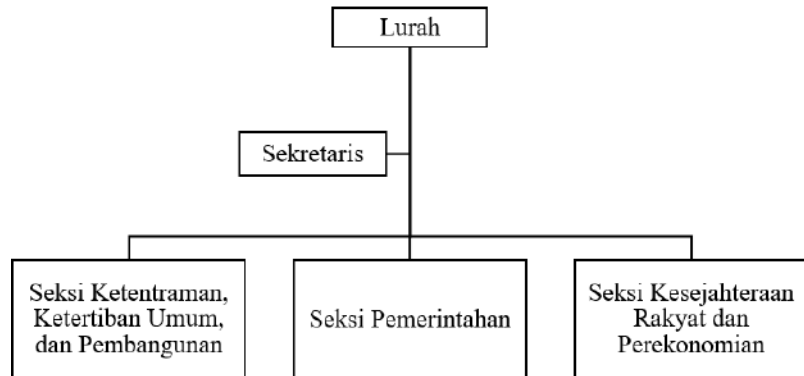 Lurah
Sekretaris
Seksi Ketentraman,
Ketertiban Umum,
dan Pembangunan
Seksi Pemerintahan
Seksi Kesejahteraan
Rakyat dan
Perekonomian